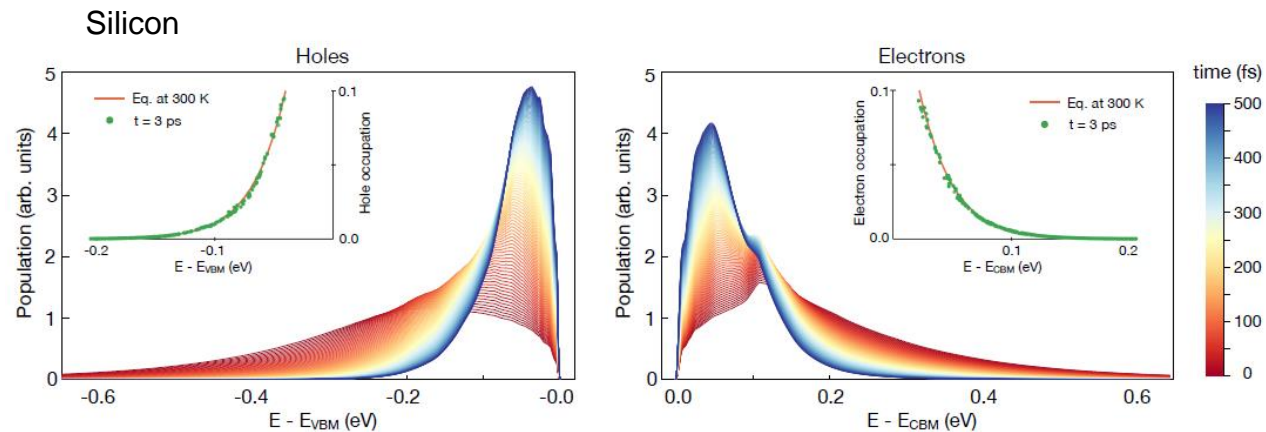 Silicon
Holes
Population (arb. units)
5
4
3
2
1
0
-0.6
-0.4
-0.2
-0.0
E - EVBM (eV)
Eq. at 300 K
t = 3 ps
0.1
0.0
Hole occupation
-0.2
-0.1
E - EVBM (eV)
Electrons
Population (arb. units)
5
4
3
2
1
0
0.0
0.2
0.4
0.6
E - ECBM (eV)
Electron occupation
0.1
0.0
Eq. at 300 K
t = 3 ps
0.1
0.2
E - ECBM (eV)
time (fs)
500
400
300
200
100
0